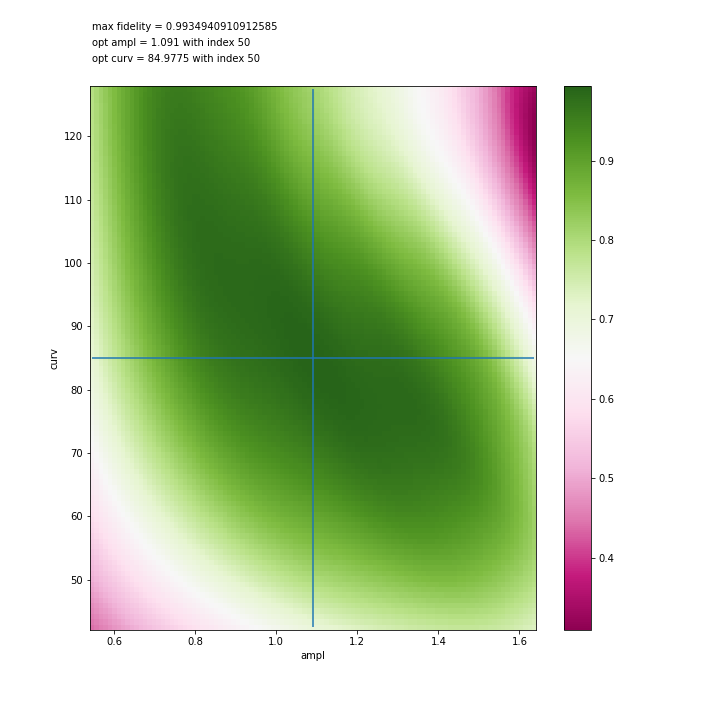 max fidelity = 0.9934940910912585
opt ampl = 1.091 with index 50
opt curv = 84.9775 with index 50
120
110
100
90
80
70
60
50
curv
0.6 0.8 1.0 1.2 1.4 1.6
ampl
0.9
0.8
0.7
0.6
0.5
0.4